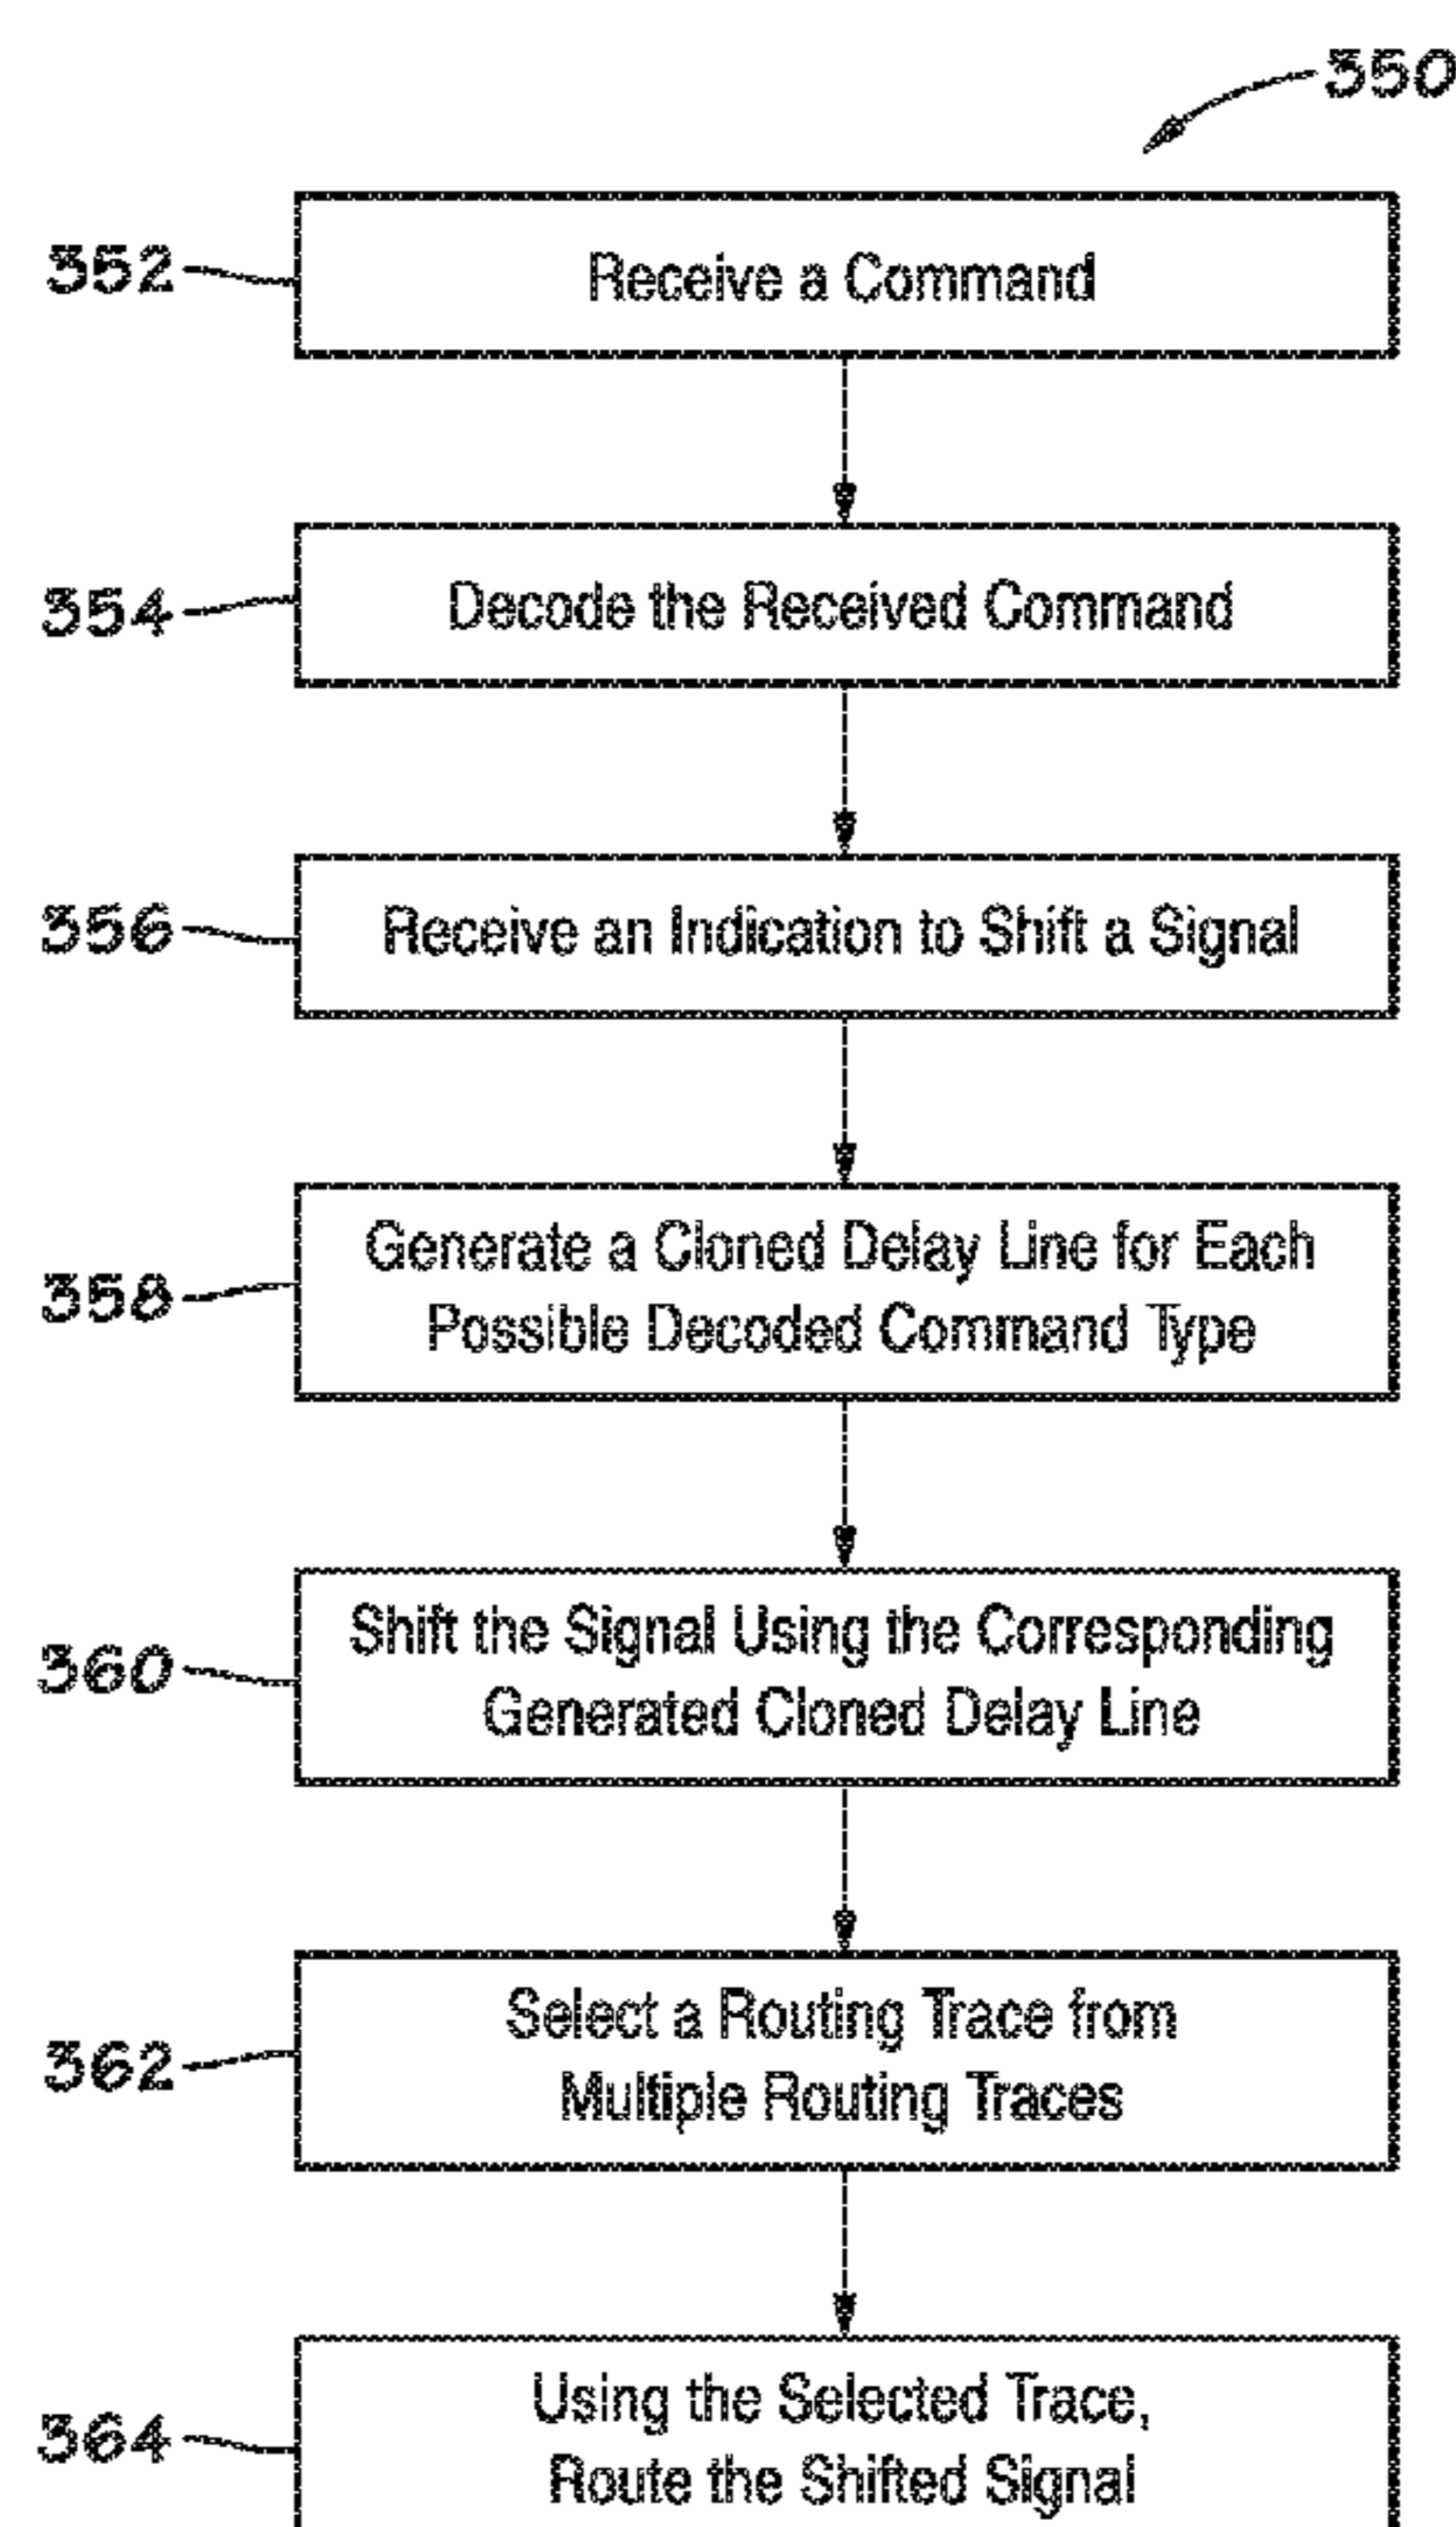 350
352
Receive a Command
354
Decode the Received Command
356
Receive an Indication to Shift a Signal
358
Generate a Cloned Delay Line for Each
Possible Decoded Command Type
360
Shift the Signal Using the Corresponding
Generated Cloned Delay Line
362
Select a Routing Trace from
Multiple Routing Traces
364
Using the Selected Trace,
Route the Shifted Signal